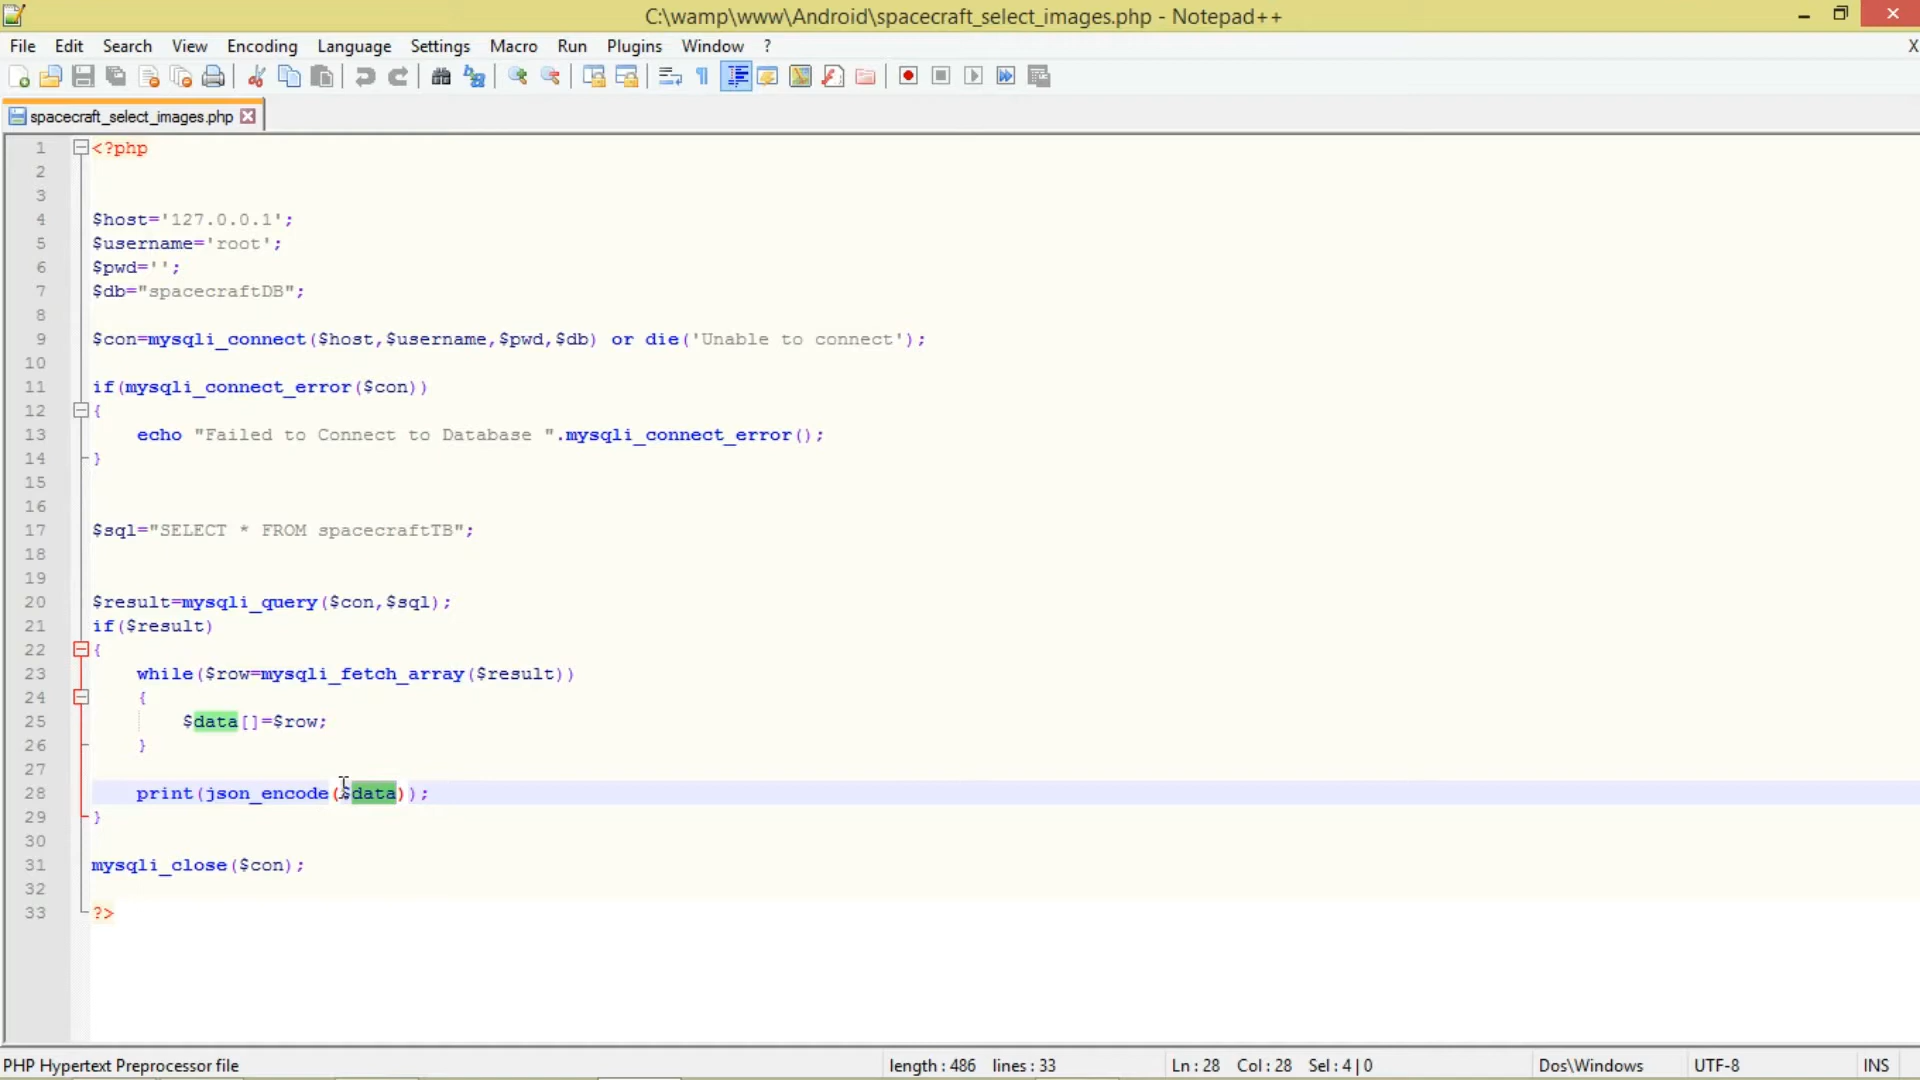 C:\wamp\www\Android\spacecraft_select_images.php - Notepad++
File Edit Search View Encoding Language Settings Macro Run Plugins Window ? X
spacecraft_select_images.php
1 <?php
2
3
4 $host='127.0.0.1';
5 $username='root';
6 $pwd='';
7 $db="spacecraftDB";
8
9 $con=mysqli_connect($host,$username,$pwd,$db) or die('Unable to connect');
10
11 if(mysqli_connect_error($con))
12 {
13 echo "Failed to Connect to Database ".mysqli_connect_error();
14 }
15
16
17 $sql="SELECT * FROM spacecraftTB";
18
19
20 $result=mysqli_query($con,$sql);
21 if($result)
22 {
23 while($row=mysqli_fetch_array($result))
24 {
25 $data[]=$row;
26 }
27
28 print(json_encode($data));
29 }
30
31 mysqli_close($con);
32
33 ?>
PHP Hypertext Preprocessor file length : 486 lines : 33 Ln : 28 Col : 28 Sel : 4 | 0 Dos\Windows UTF-8 INS